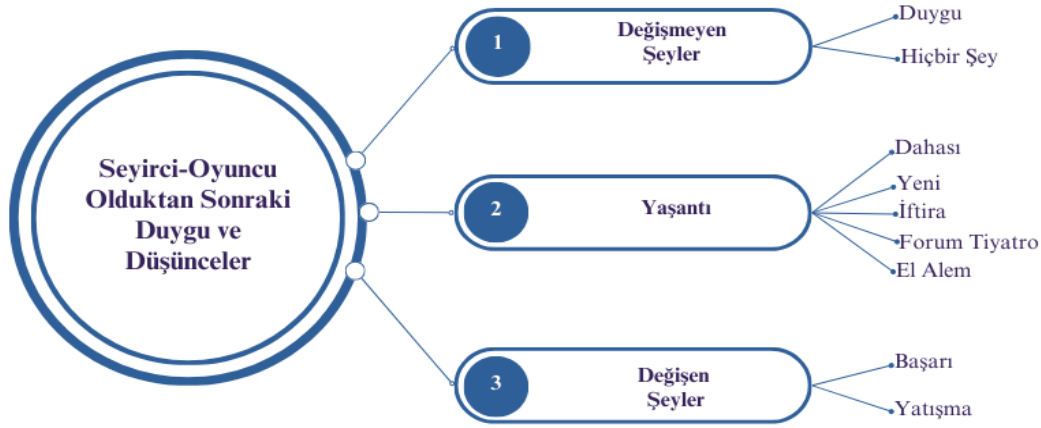 Seyirci-Oyuncu
Olduktan Sonraki
Duygu ve
Düşünceler
1
Değişmeyen
Şeyler
Duygu
Hiçbir Şey
2
Yaşantı
Dahası
Yeni
İftira
Forum Tiyatro
El Alem
3
Değişen
Şeyler
Başarı
Yatışma